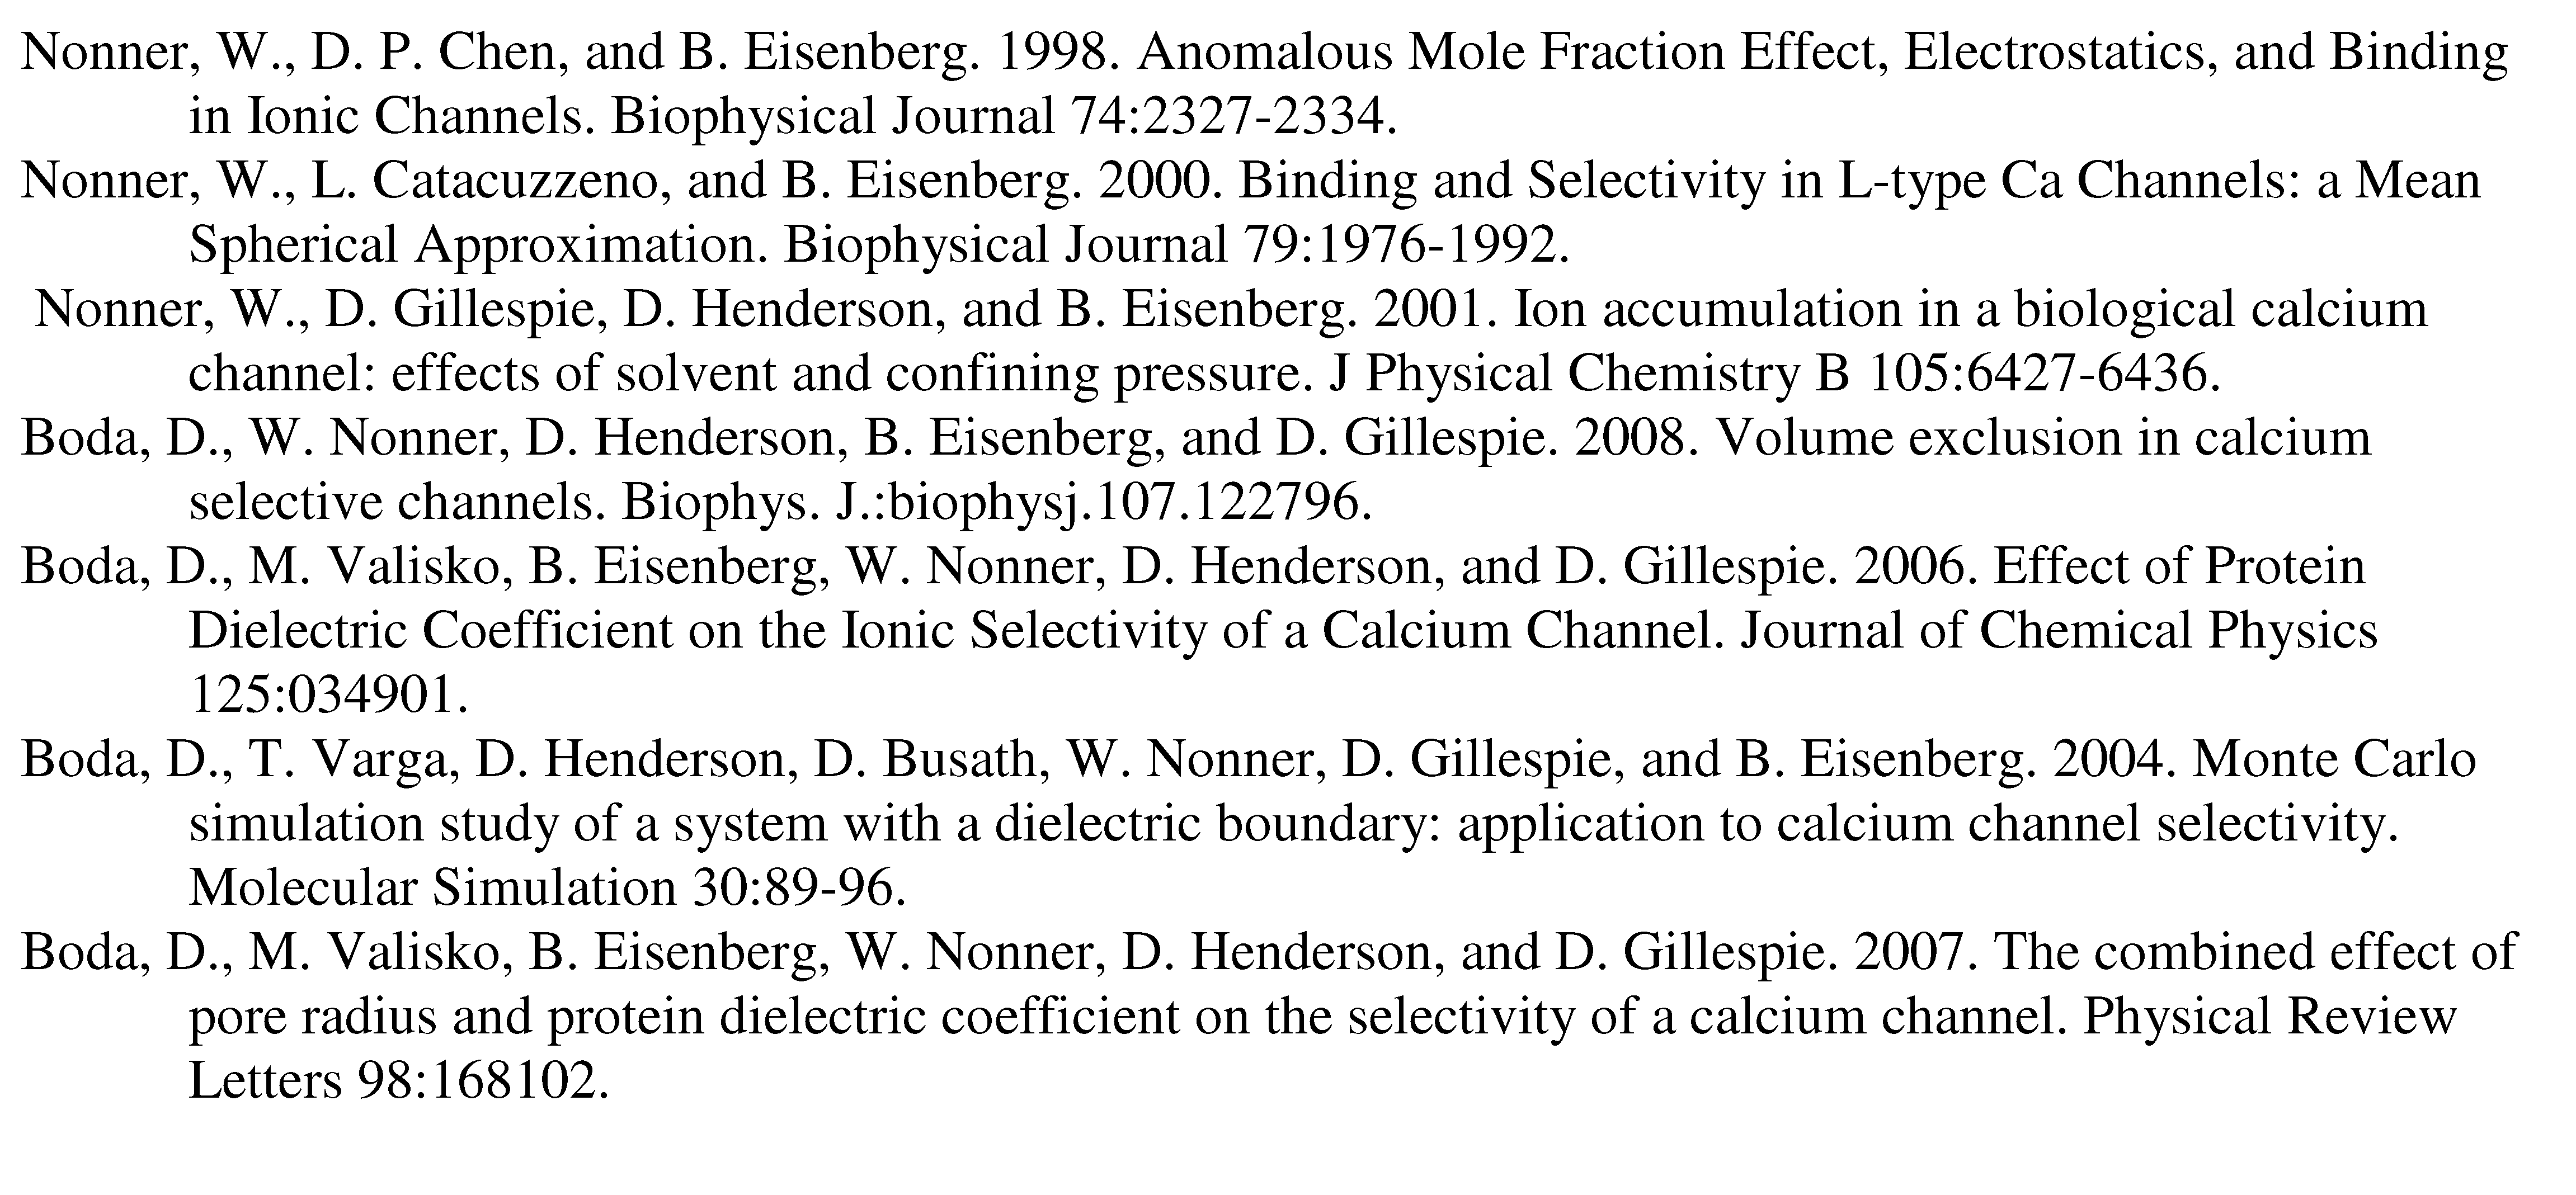 Nonner, W., D. P. Chen, and B. Eisenberg. 1998. Anomalous Mole Fraction Effect, Electrostatics, and Binding
in Ionic Channels. Biophysical Journal 74:2327-2334.
Nonner, W., L. Catacuzzeno, and B. Eisenberg. 2000. Binding and Selectivity in L-type Ca Channels: a Mean
Spherical Approximation. Biophysical Journal 79:1976-1992.
Nonner, W., D. Gillespie, D. Henderson, and B. Eisenberg. 2001. Ion accumulation in a biological calcium
channel: effects of solvent and confining pressure. J Physical Chemistry B 105:6427-6436.
Boda, D., W. Nonner, D. Henderson, B. Eisenberg, and D. Gillespie. 2008. Volume exclusion in calcium
selective channels. Biophys. J.:biophysj.107.122796.
Boda, D., M. Valisko, B. Eisenberg, W. Nonner, D. Henderson, and D. Gillespie. 2006. Effect of Protein
Dielectric Coefficient on the Ionic Selectivity of a Calcium Channel. Journal of Chemical Physics
125:034901.
Boda, D., T. Varga, D. Henderson, D. Busath, W. Nonner, D. Gillespie, and B. Eisenberg. 2004. Monte Carlo
simulation study of a system with a dielectric boundary: application to calcium channel selectivity.
Molecular Simulation 30:89-96.
Boda, D., M. Valisko, B. Eisenberg, W. Nonner, D. Henderson, and D. Gillespie. 2007. The combined effect of
pore radius and protein dielectric coefficient on the selectivity of a calcium channel. Physical Review
Letters 98:168102.